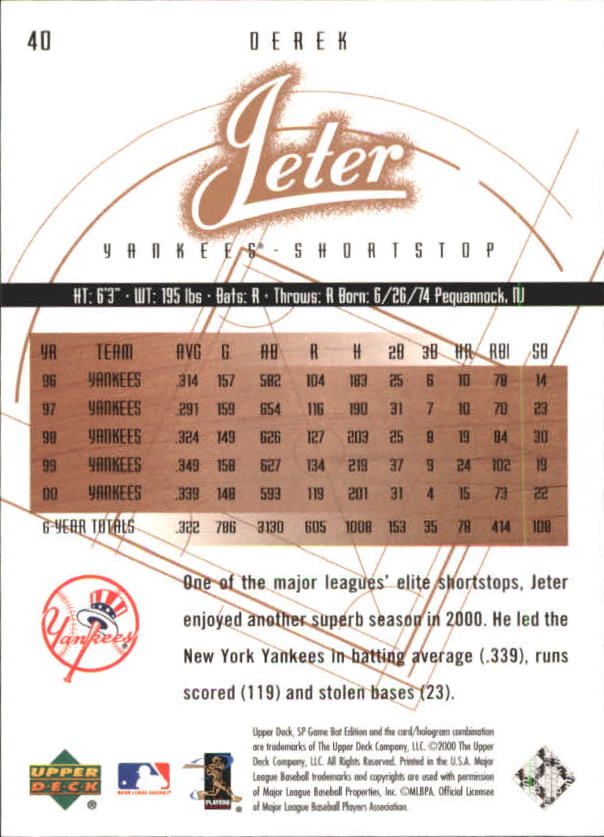 40
DEREK
Jeter
YANKEES® - SHORTSTOP
HT: 6'3" · WT: 195 lbs · Bats: R · Throws: R Born: 6/26/74 Pequannock, NJ
YR TEAM AVG G AB R H 2B 3B HR RBI SB
96 YANKEES .314 157 582 104 183 25 6 10 78 14
97 YANKEES .291 159 654 116 190 31 7 10 70 23
98 YANKEES .324 149 626 127 203 25 8 19 84 30
99 YANKEES .349 158 627 134 219 37 9 24 102 19
00 YANKEES .339 148 593 119 201 31 4 15 73 22
6 YEAR TOTALS .322 786 3130 605 1008 153 35 78 414 108
One of the major leagues' elite shortstops, Jeter
enjoyed another superb season in 2000. He led the
New York Yankees in batting average (.339), runs
scored (119) and stolen bases (23).
Yankees
Upper Deck, SP Game Bat Edition and the card/hologram combination
are trademarks of The Upper Deck Company, LLC. ©2000 The Upper
Deck Company, LLC. All Rights Reserved. Printed in the U.S.A. Major
League Baseball trademarks and copyrights are used with permission
of Major League Baseball Properties, Inc. ©MLBPA. Official Licensee
of Major League Baseball Players Association.
UPPER
DECK®
MAJOR LEAGUE BASEBALL
PLAYERS